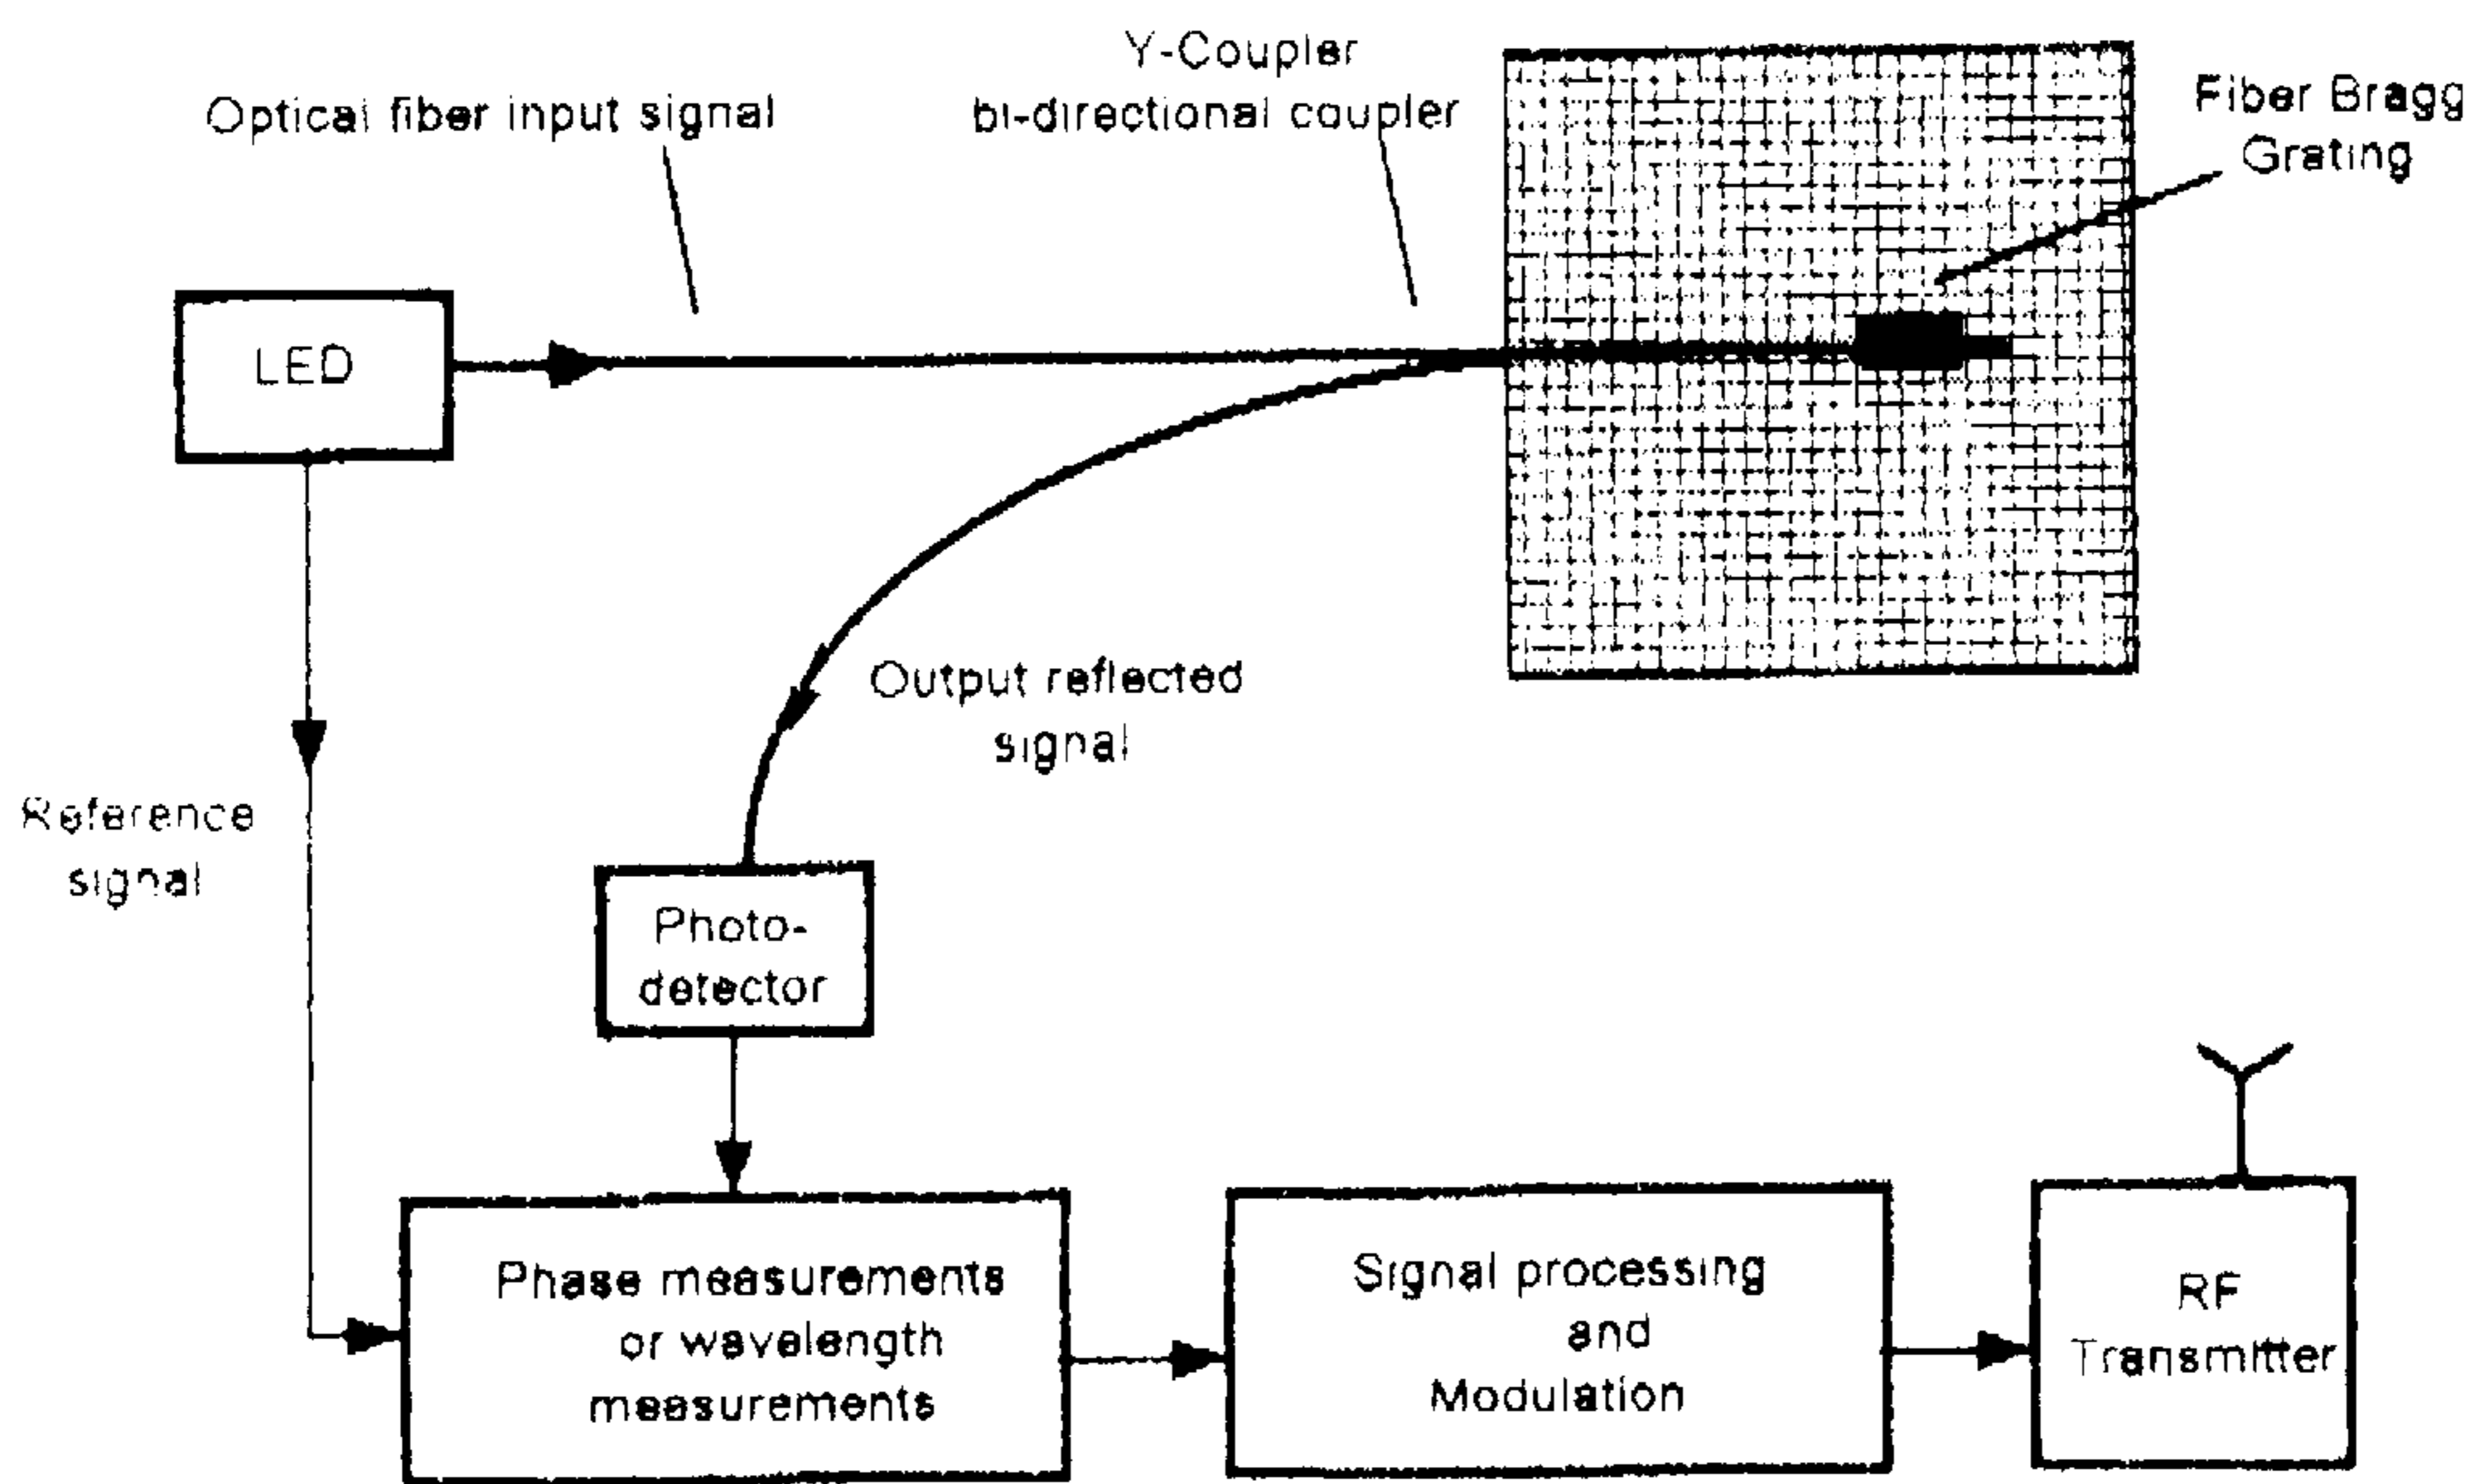 Y-Coupler
bi-directional coupler
Optical fiber input signal
Fiber Bragg
Grating
LED
Output reflected
signal
Reference
signal
Photo-
detector
Phase measurements
or wavelength
measurements
Signal processing
and
Modulation
RF
Transmitter